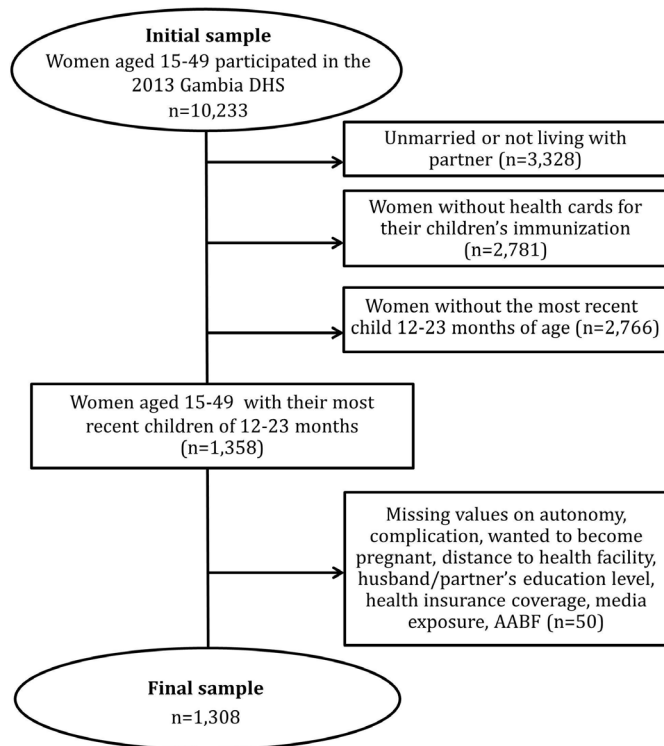 Initial sample
Women aged 15-49 participated in the
2013 Gambia DHS
n=10,233
Unmarried or not living with
partner (n=3,328)
Women without health cards for
their children's immunization
(n=2,781)
Women without the most recent
child 12-23 months of age (n=2,766)
Women aged 15-49 with their most
recent children of 12-23 months
(n=1,358)
Missing values on autonomy,
complication, wanted to become
pregnant, distance to health facility,
husband/partner's education level,
health insurance coverage, media
exposure, AABF (n=50)
Final sample
n=1,308